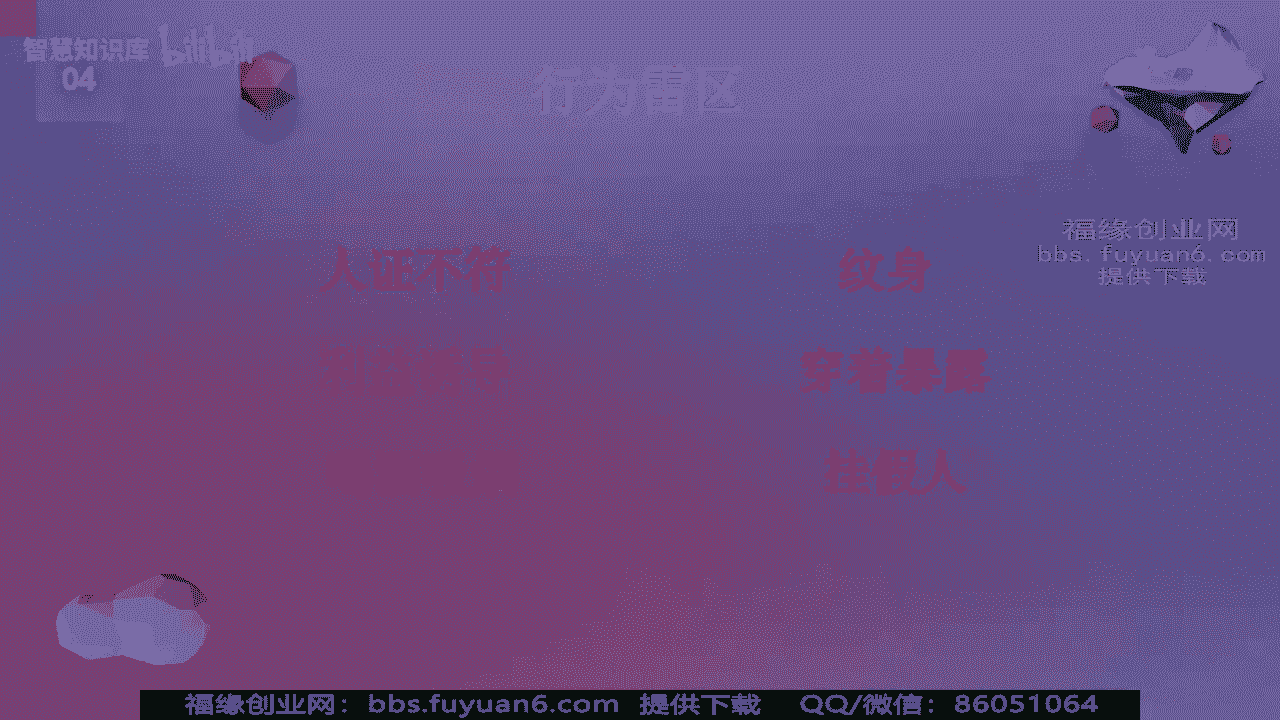 智慧知识库 bilibili
04
行为雷区
福缘创业网
bbs.fuyuan6.com
提供下载
人证不符
纹身
穿着暴露
福缘创业网：bbs.fuyuan6.com 提供下载 QQ/微信：86051064